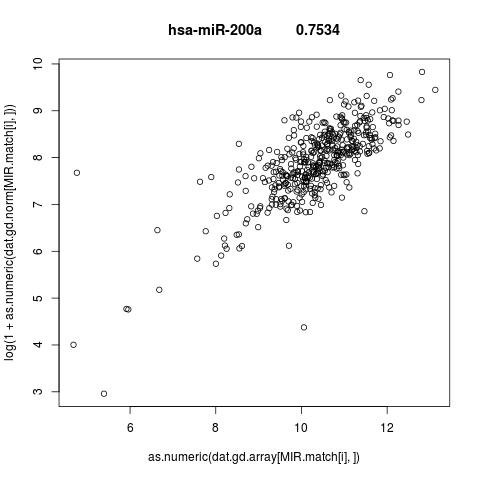 hsa-miR-200a 0.7534
log(1 + as.numeric(dat.gd.norm[MIR.match[i], ]))
10
9
8
7
6
5
4
3
6 8 10 12
as.numeric(dat.gd.array[MIR.match[i], ])